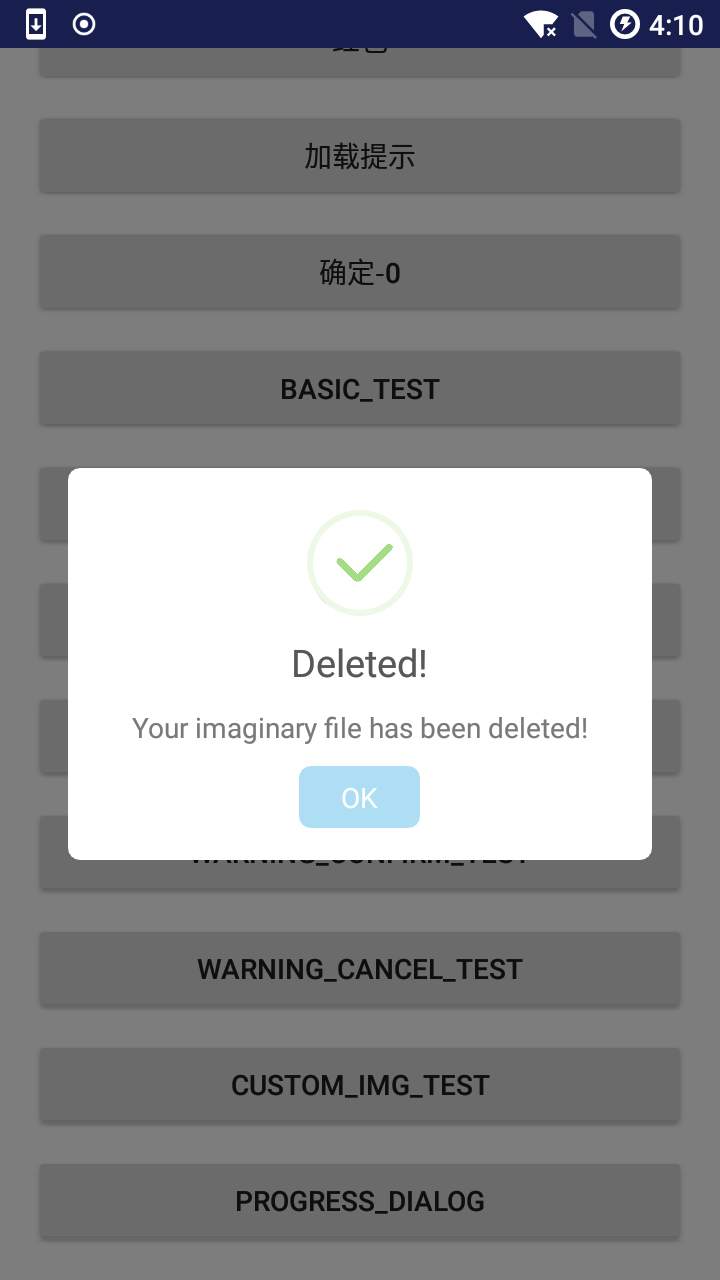 4:10
加载提示
确定-0
BASIC_TEST
Deleted!
Your imaginary file has been deleted!
OK
WARNING_CONFIRM_TEST
WARNING_CANCEL_TEST
CUSTOM_IMG_TEST
PROGRESS_DIALOG